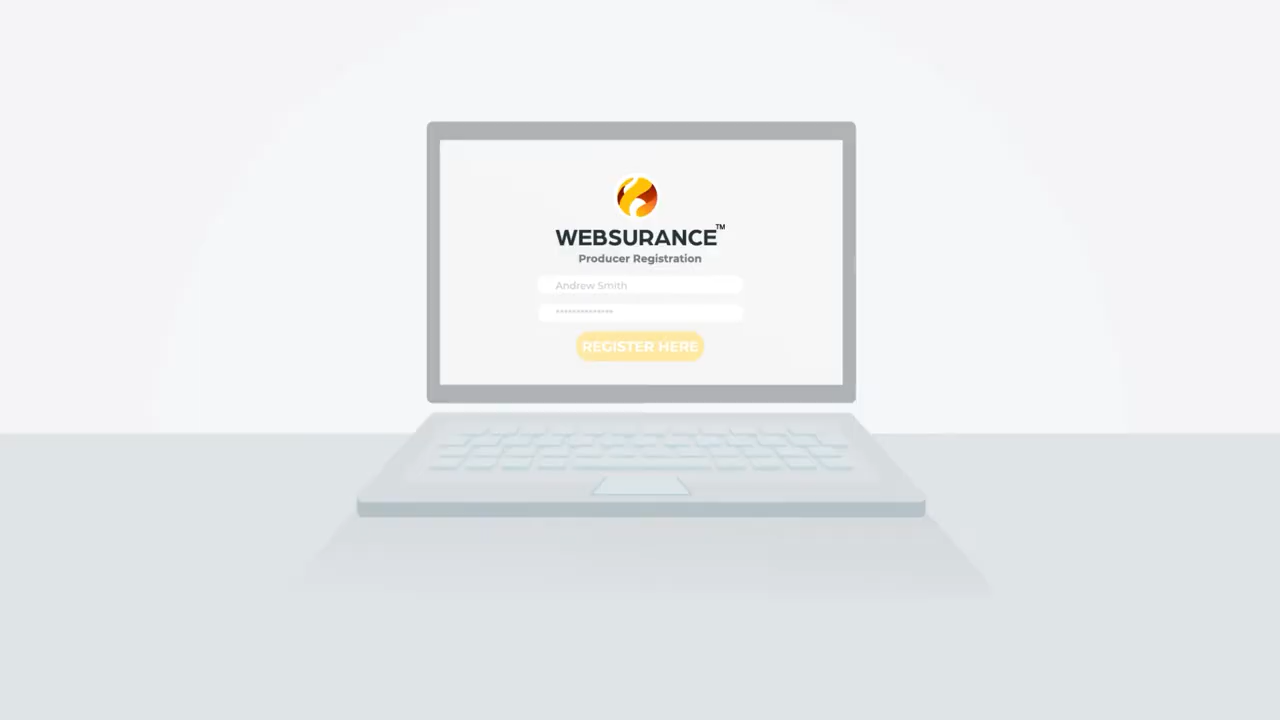 WEBSURANCE™
Producer Registration
Andrew Smith
**************
REGISTER HERE